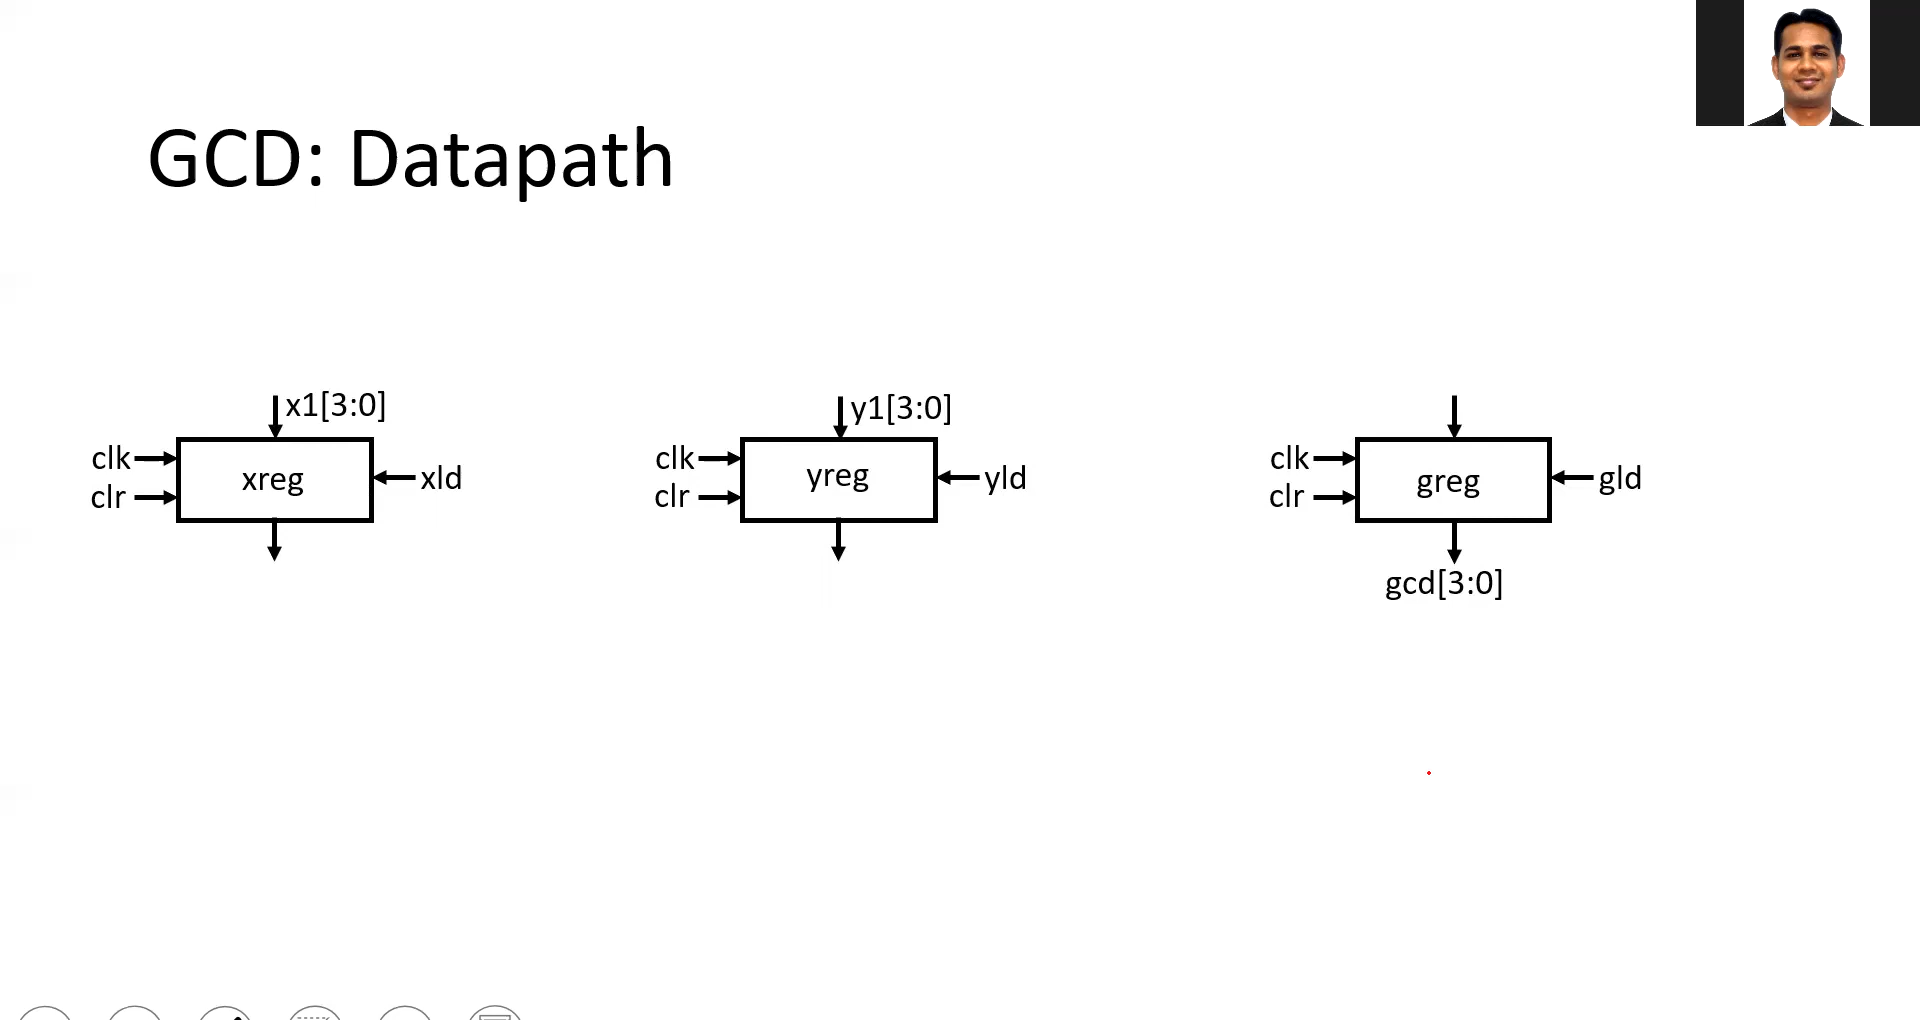 GCD: Datapath
x1[3:0]
clk
clr
xreg
xld
y1[3:0]
clk
clr
yreg
yld
clk
clr
greg
gld
gcd[3:0]